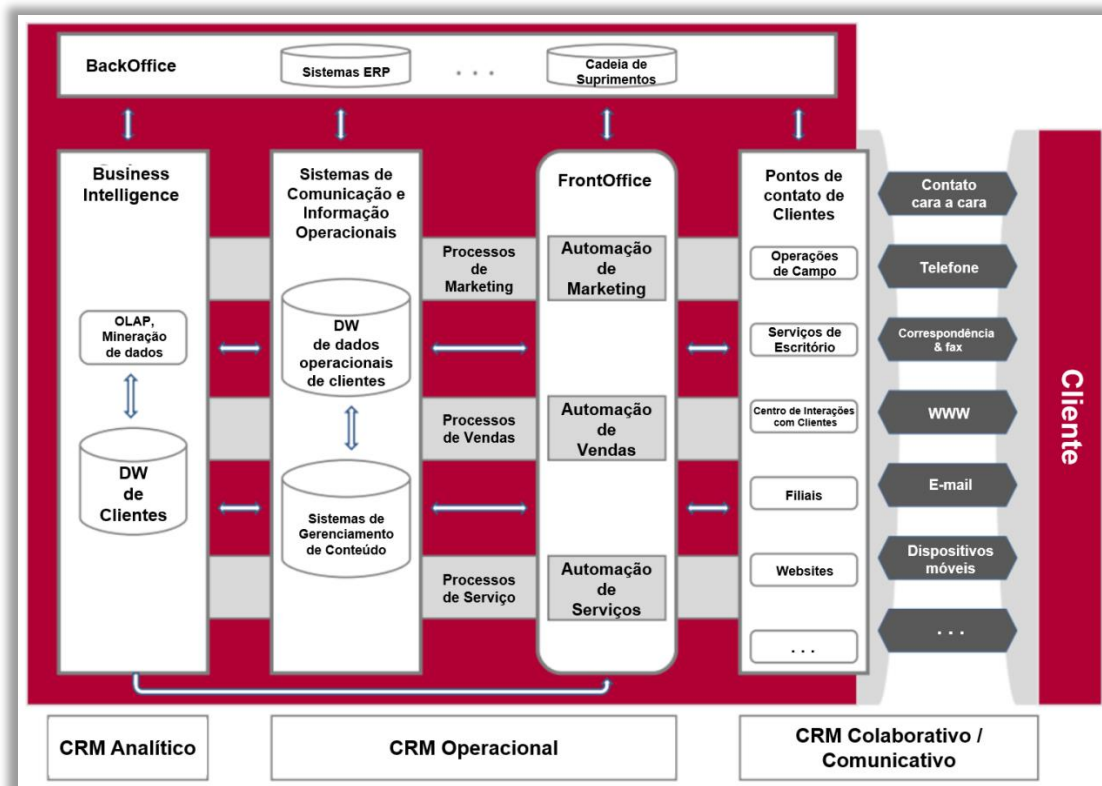 BackOffice
Sistemas ERP
. . .
Cadeia de
Suprimentos
Business
Intelligence
OLAP,
Mineração
de dados
DW
de
Clientes
Sistemas de
Comunicação e
Informação
Operacionais
DW
de dados
operacionais
de clientes
Sistemas de
Gerenciamento
de Conteúdo
Processos
de
Marketing
Processos
de Vendas
Processos
de Serviço
FrontOffice
Automação
de
Marketing
Automação
de
Vendas
Automação
de
Serviços
Pontos de
contato de
Clientes
Operações
de Campo
Serviços de
Escritório
Centro de Interações
com Clientes
Filiais
Websites
. . .
Contato
cara a cara
Telefone
Correspondência
& fax
WWW
E-mail
Dispositivos
móveis
. . .
Cliente
CRM Analítico
CRM Operacional
CRM Colaborativo /
Comunicativo